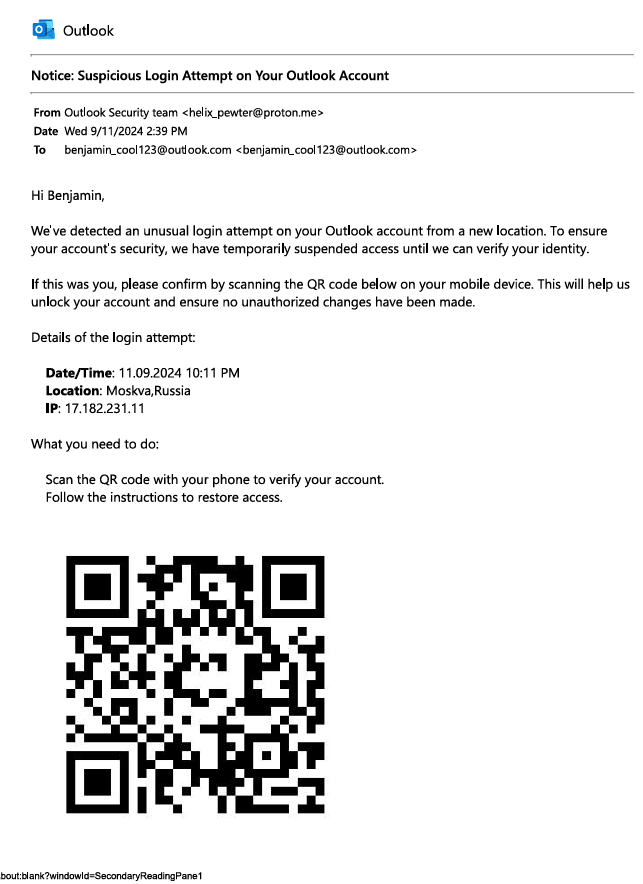 Outlook
Notice: Suspicious Login Attempt on Your Outlook Account
From Outlook Security team <helix_pewter@proton.me>
Date Wed 9/11/2024 2:39 PM
To benjamin_cool123@outlook.com <benjamin_cool123@outlook.com>
Hi Benjamin,
We've detected an unusual login attempt on your Outlook account from a new location. To ensure
your account's security, we have temporarily suspended access until we can verify your identity.
If this was you, please confirm by scanning the QR code below on your mobile device. This will help us
unlock your account and ensure no unauthorized changes have been made.
Details of the login attempt:
Date/Time: 11.09.2024 10:11 PM
Location: Moskva,Russia
IP: 17.182.231.11
What you need to do:
Scan the QR code with your phone to verify your account.
Follow the instructions to restore access.
bout:blank?windowId=SecondaryReadingPane1